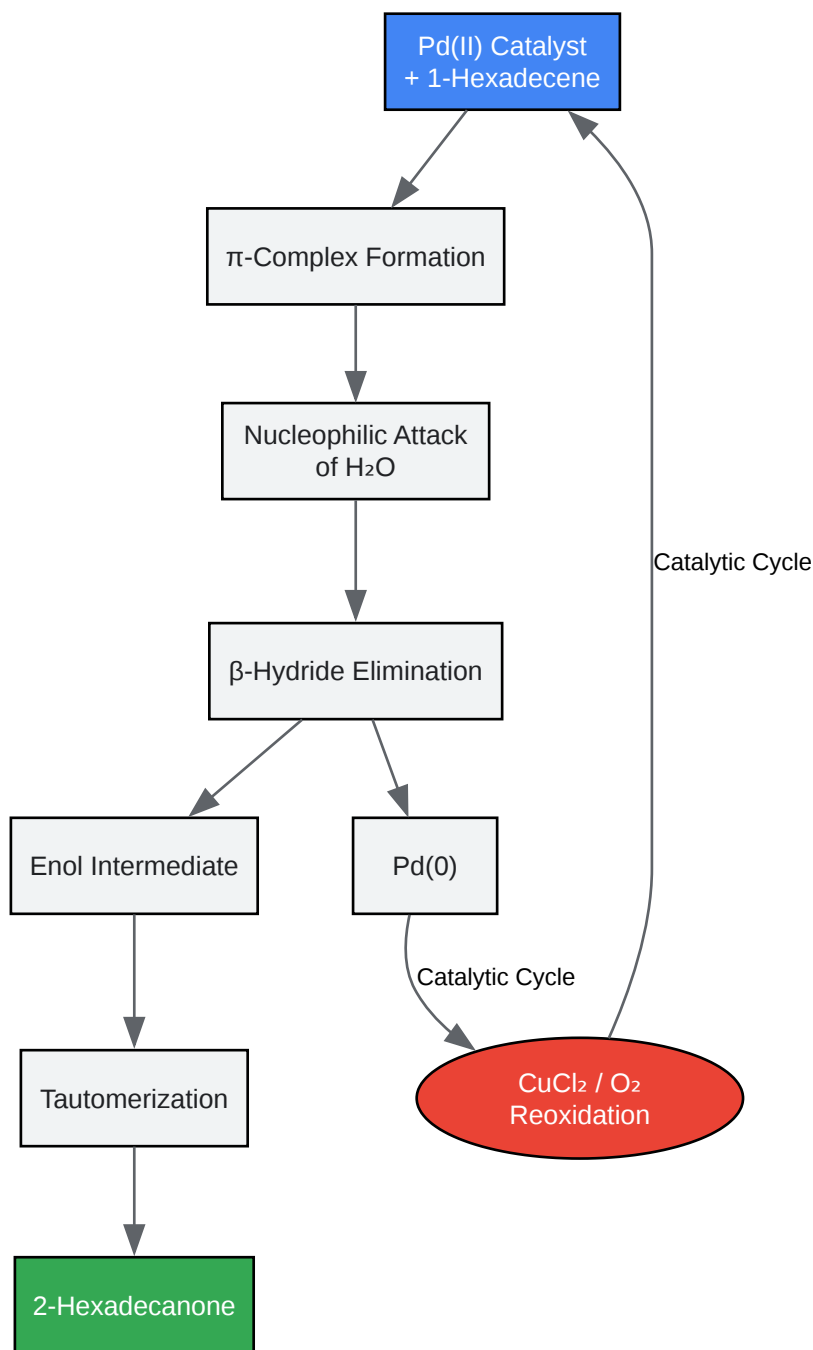 Pd(II) Catalyst
+ 1-Hexadecene
π-Complex Formation
Nucleophilic Attack
of H₂O
Catalytic Cycle
β-Hydride Elimination
Enol Intermediate
Pd(0)
Catalytic Cycle
Tautomerization
CuCl₂ / O₂
Reoxidation
2-Hexadecanone